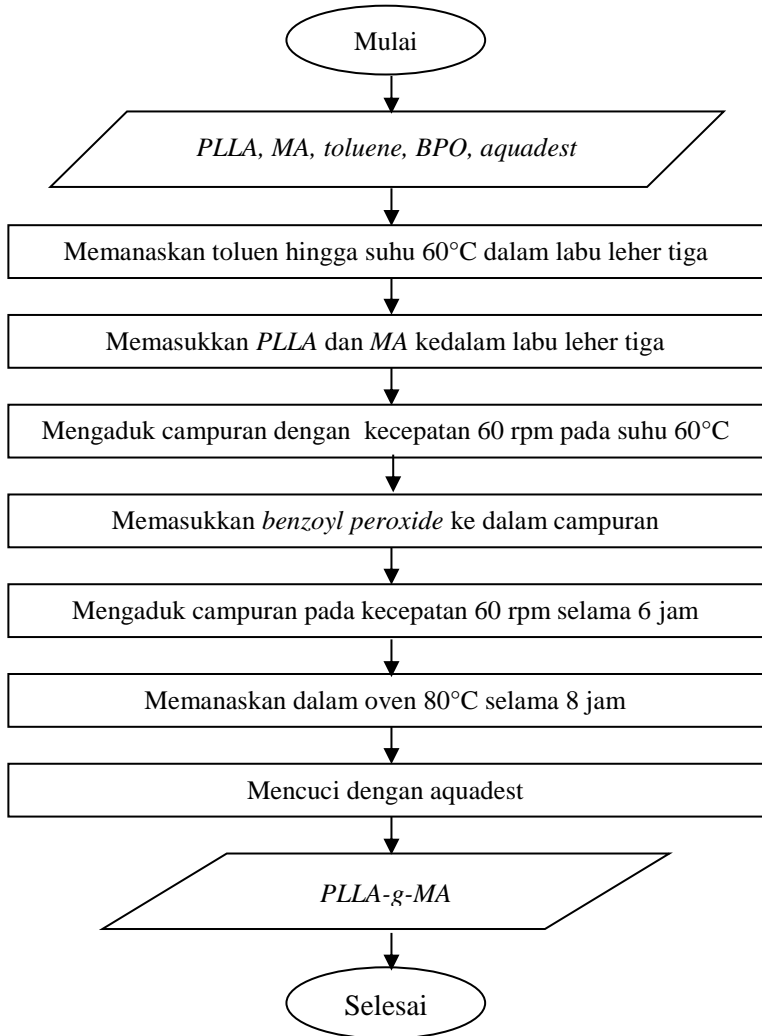 Mulai
PLLA, MA, toluene, BPO, aquadest
Memanaskan toluen hingga suhu 60°C dalam labu leher tiga
Memasukkan PLLA dan MA kedalam labu leher tiga
Mengaduk campuran dengan kecepatan 60 rpm pada suhu 60°C
Memasukkan benzoyl peroxide ke dalam campuran
Mengaduk campuran pada kecepatan 60 rpm selama 6 jam
Memanaskan dalam oven 80°C selama 8 jam
Mencuci dengan aquadest
PLLA-g-MA
Selesai